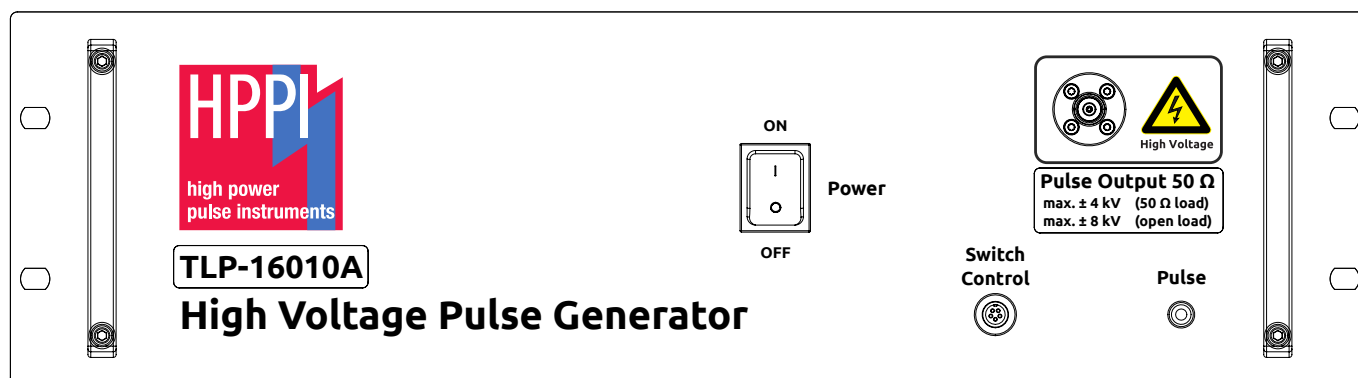 HPPI
high power
pulse instruments
TLP-16010A
High Voltage Pulse Generator
ON
I
O
OFF
Power
High Voltage
Pulse Output 50 Ω
max. ± 4 kV (50 Ω load)
max. ± 8 kV (open load)
Switch
Control
Pulse